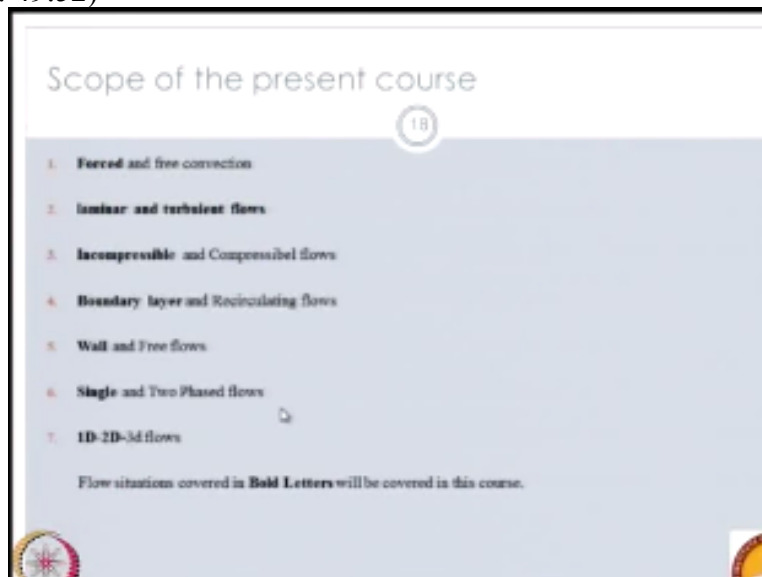 Scope of the present course
18
1. Forced and free convection
2. laminar and turbulent flows
3. Incompressible and Compressibel flows
4. Boundary layer and Recirculating flows
5. Wall and Free flows
6. Single and Two Phased flows
7. 1D-2D-3d flows
Flow situations covered in Bold Letters will be covered in this course.